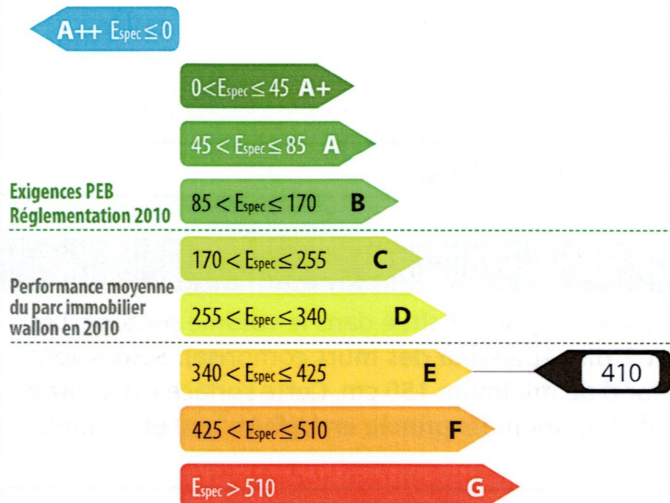 A++ Espec ≤ 0
0 < Espec ≤ 45 A+
45 < Espec ≤ 85 A
Exigences PEB
Réglementation 2010
85 < Espec ≤ 170 B
170 < Espec ≤ 255 C
Performance moyenne
du parc immobilier
wallon en 2010
255 < Espec ≤ 340 D
340 < Espec ≤ 425 E
410
425 < Espec ≤ 510 F
Espec > 510 G